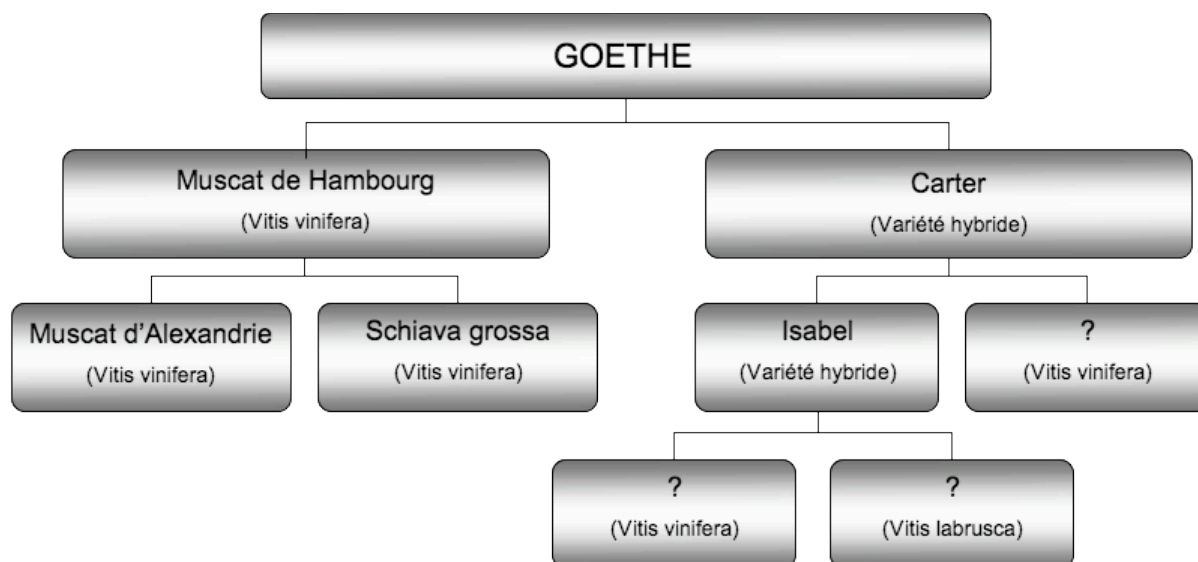 GOETHE
Muscat de Hambourg
(Vitis vinifera)
Carter
(Variété hybride)
Muscat d'Alexandrie
(Vitis vinifera)
Schiava grossa
(Vitis vinifera)
Isabel
(Variété hybride)
?
(Vitis vinifera)
?
(Vitis vinifera)
?
(Vitis labrusca)